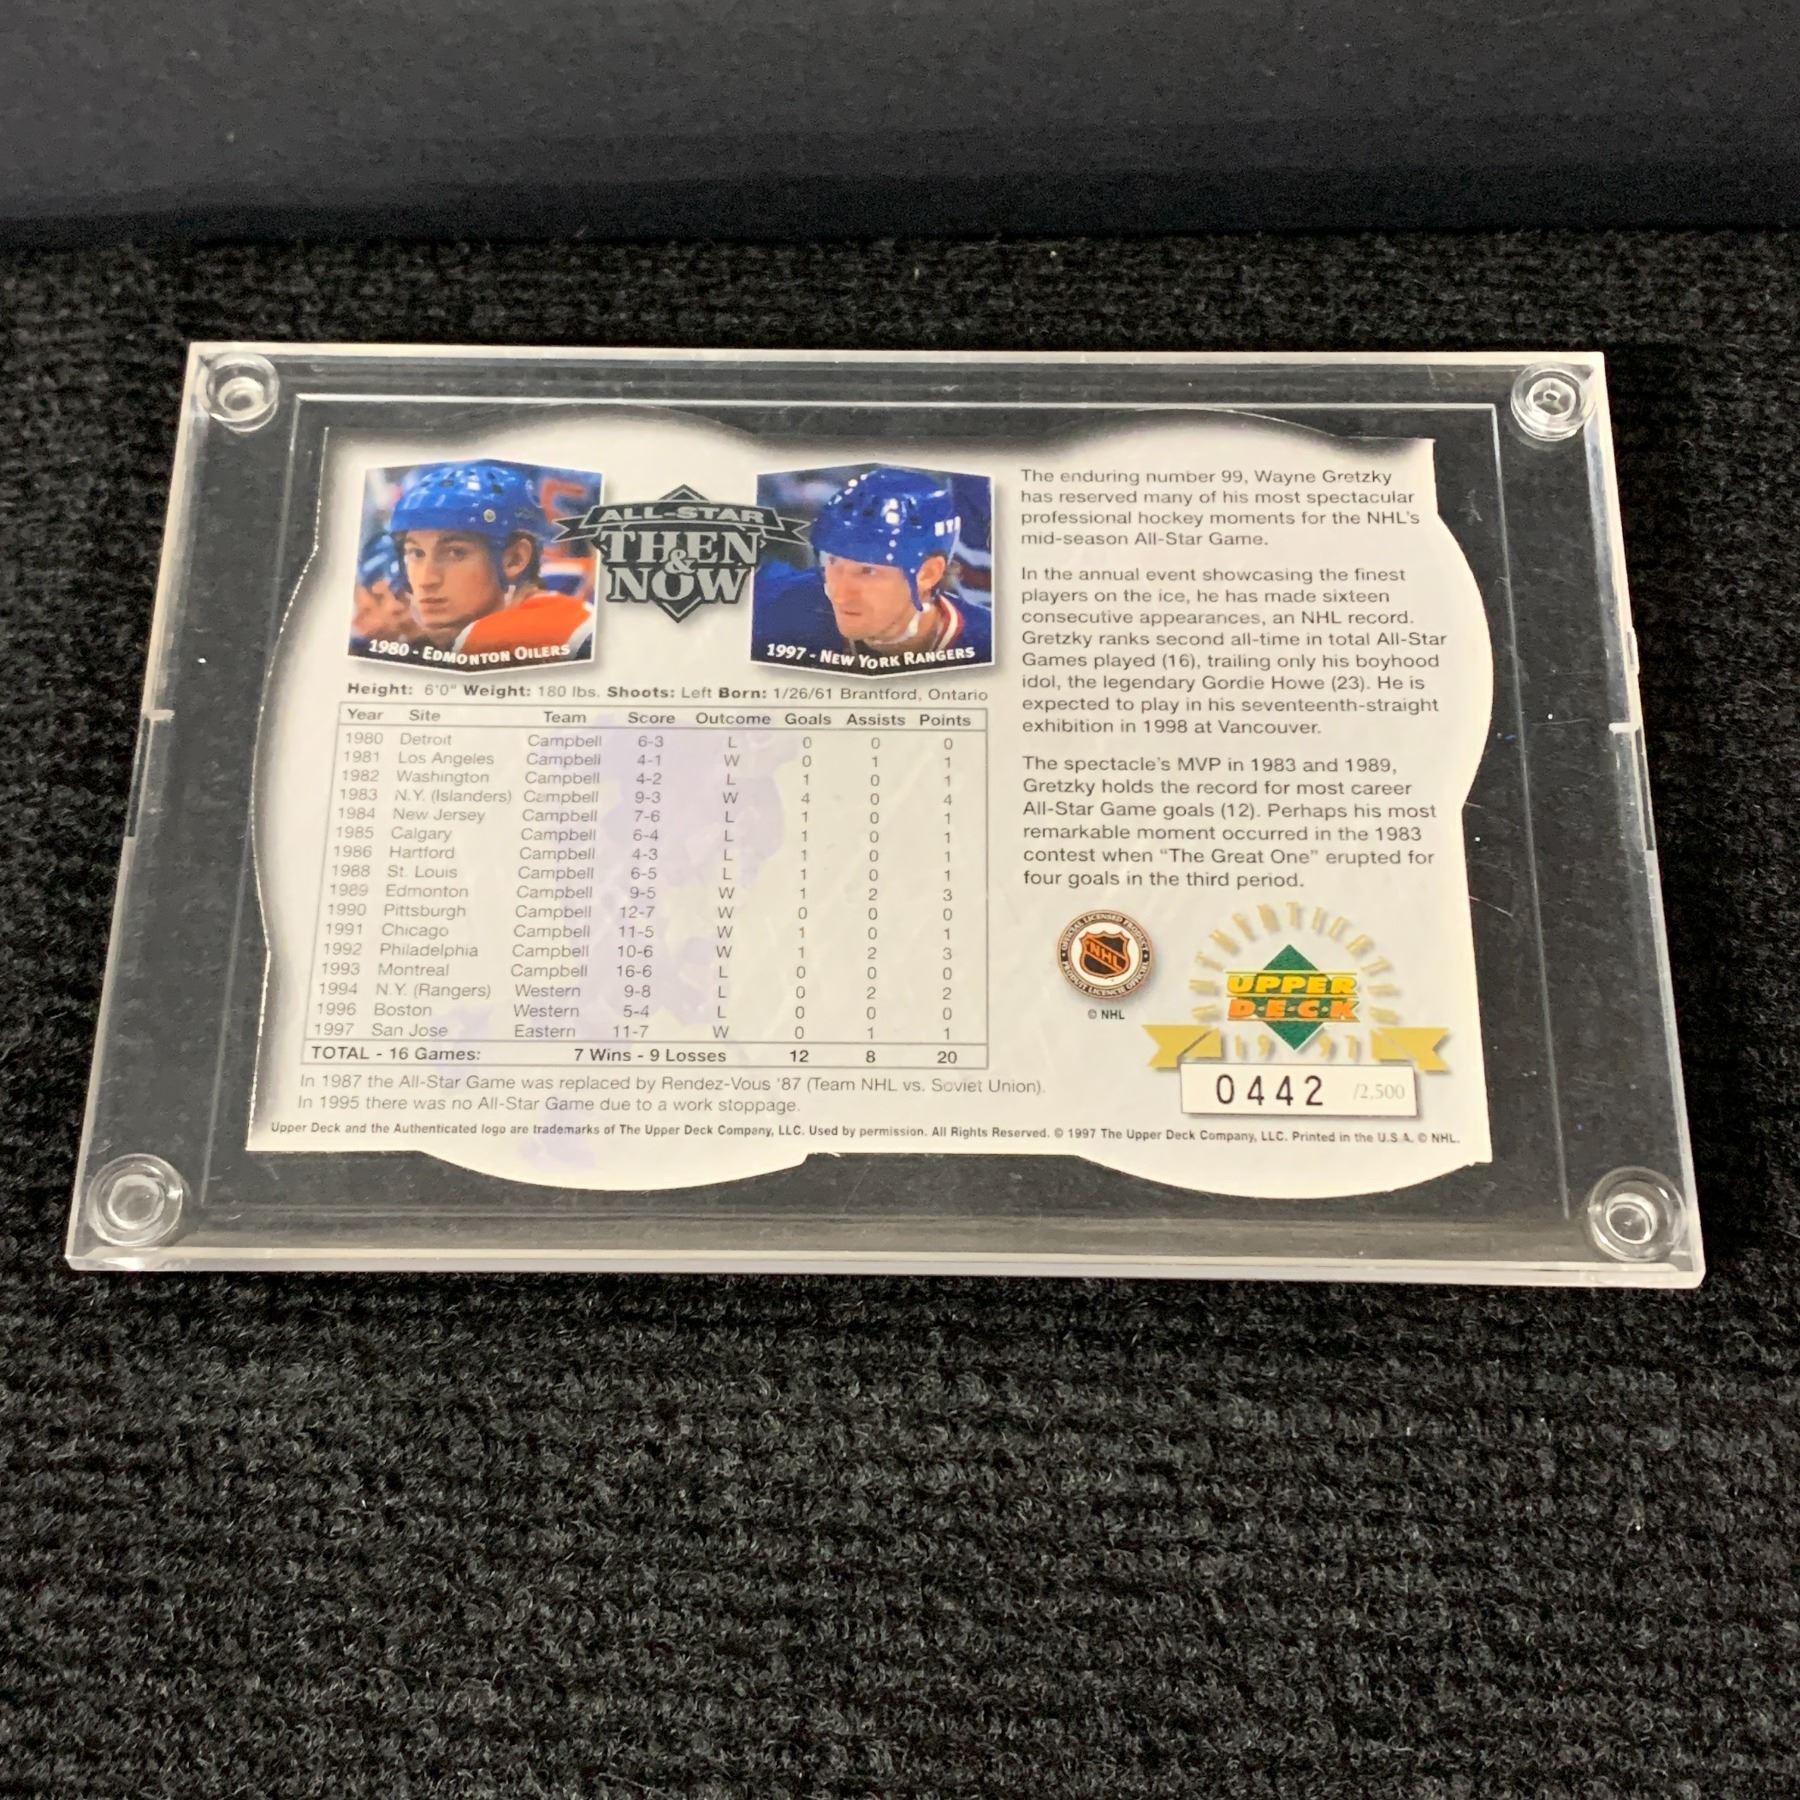 ALL-STAR
THEN
&
NOW
1980 - EDMONTON OILERS
1997 - NEW YORK RANGERS
Height: 6'0" Weight: 180 lbs. Shoots: Left Born: 1/26/61 Brantford, Ontario
Year Site Team Score Outcome Goals Assists Points
1980 Detroit Campbell 6-3 L 0 0 0
1981 Los Angeles Campbell 4-1 W 0 1 1
1982 Washington Campbell 4-2 L 1 0 1
1983 N.Y. (Islanders) Campbell 9-3 W 4 0 4
1984 New Jersey Campbell 7-6 L 1 0 1
1985 Calgary Campbell 6-4 L 1 0 1
1986 Hartford Campbell 4-3 L 1 0 1
1988 St. Louis Campbell 6-5 L 1 0 1
1989 Edmonton Campbell 9-5 W 1 2 3
1990 Pittsburgh Campbell 12-7 W 0 0 0
1991 Chicago Campbell 11-5 W 1 0 1
1992 Philadelphia Campbell 10-6 W 1 2 3
1993 Montreal Campbell 16-6 L 0 0 0
1994 N.Y. (Rangers) Western 9-8 L 0 2 2
1996 Boston Western 5-4 L 0 0 0
1997 San Jose Eastern 11-7 W 0 1 1
TOTAL - 16 Games: 7 Wins - 9 Losses 12 8 20
In 1987 the All-Star Game was replaced by Rendez-Vous '87 (Team NHL vs. Soviet Union).
In 1995 there was no All-Star Game due to a work stoppage.
The enduring number 99, Wayne Gretzky
has reserved many of his most spectacular
professional hockey moments for the NHL's
mid-season All-Star Game.
In the annual event showcasing the finest
players on the ice, he has made sixteen
consecutive appearances, an NHL record.
Gretzky ranks second all-time in total All-Star
Games played (16), trailing only his boyhood
idol, the legendary Gordie Howe (23). He is
expected to play in his seventeenth-straight
exhibition in 1998 at Vancouver.
The spectacle's MVP in 1983 and 1989,
Gretzky holds the record for most career
All-Star Game goals (12). Perhaps his most
remarkable moment occurred in the 1983
contest when "The Great One" erupted for
four goals in the third period.
OFFICIAL LICENSED PRODUCT
NHL
PRODUIT LICENCIÉ OFFICIEL
© NHL
AUTHENTICATED
UPPER
D·E·C·K
1997
0442 /2,500
Upper Deck and the Authenticated logo are trademarks of The Upper Deck Company, LLC. Used by permission. All Rights Reserved. © 1997 The Upper Deck Company, LLC. Printed in the U.S.A. © NHL.